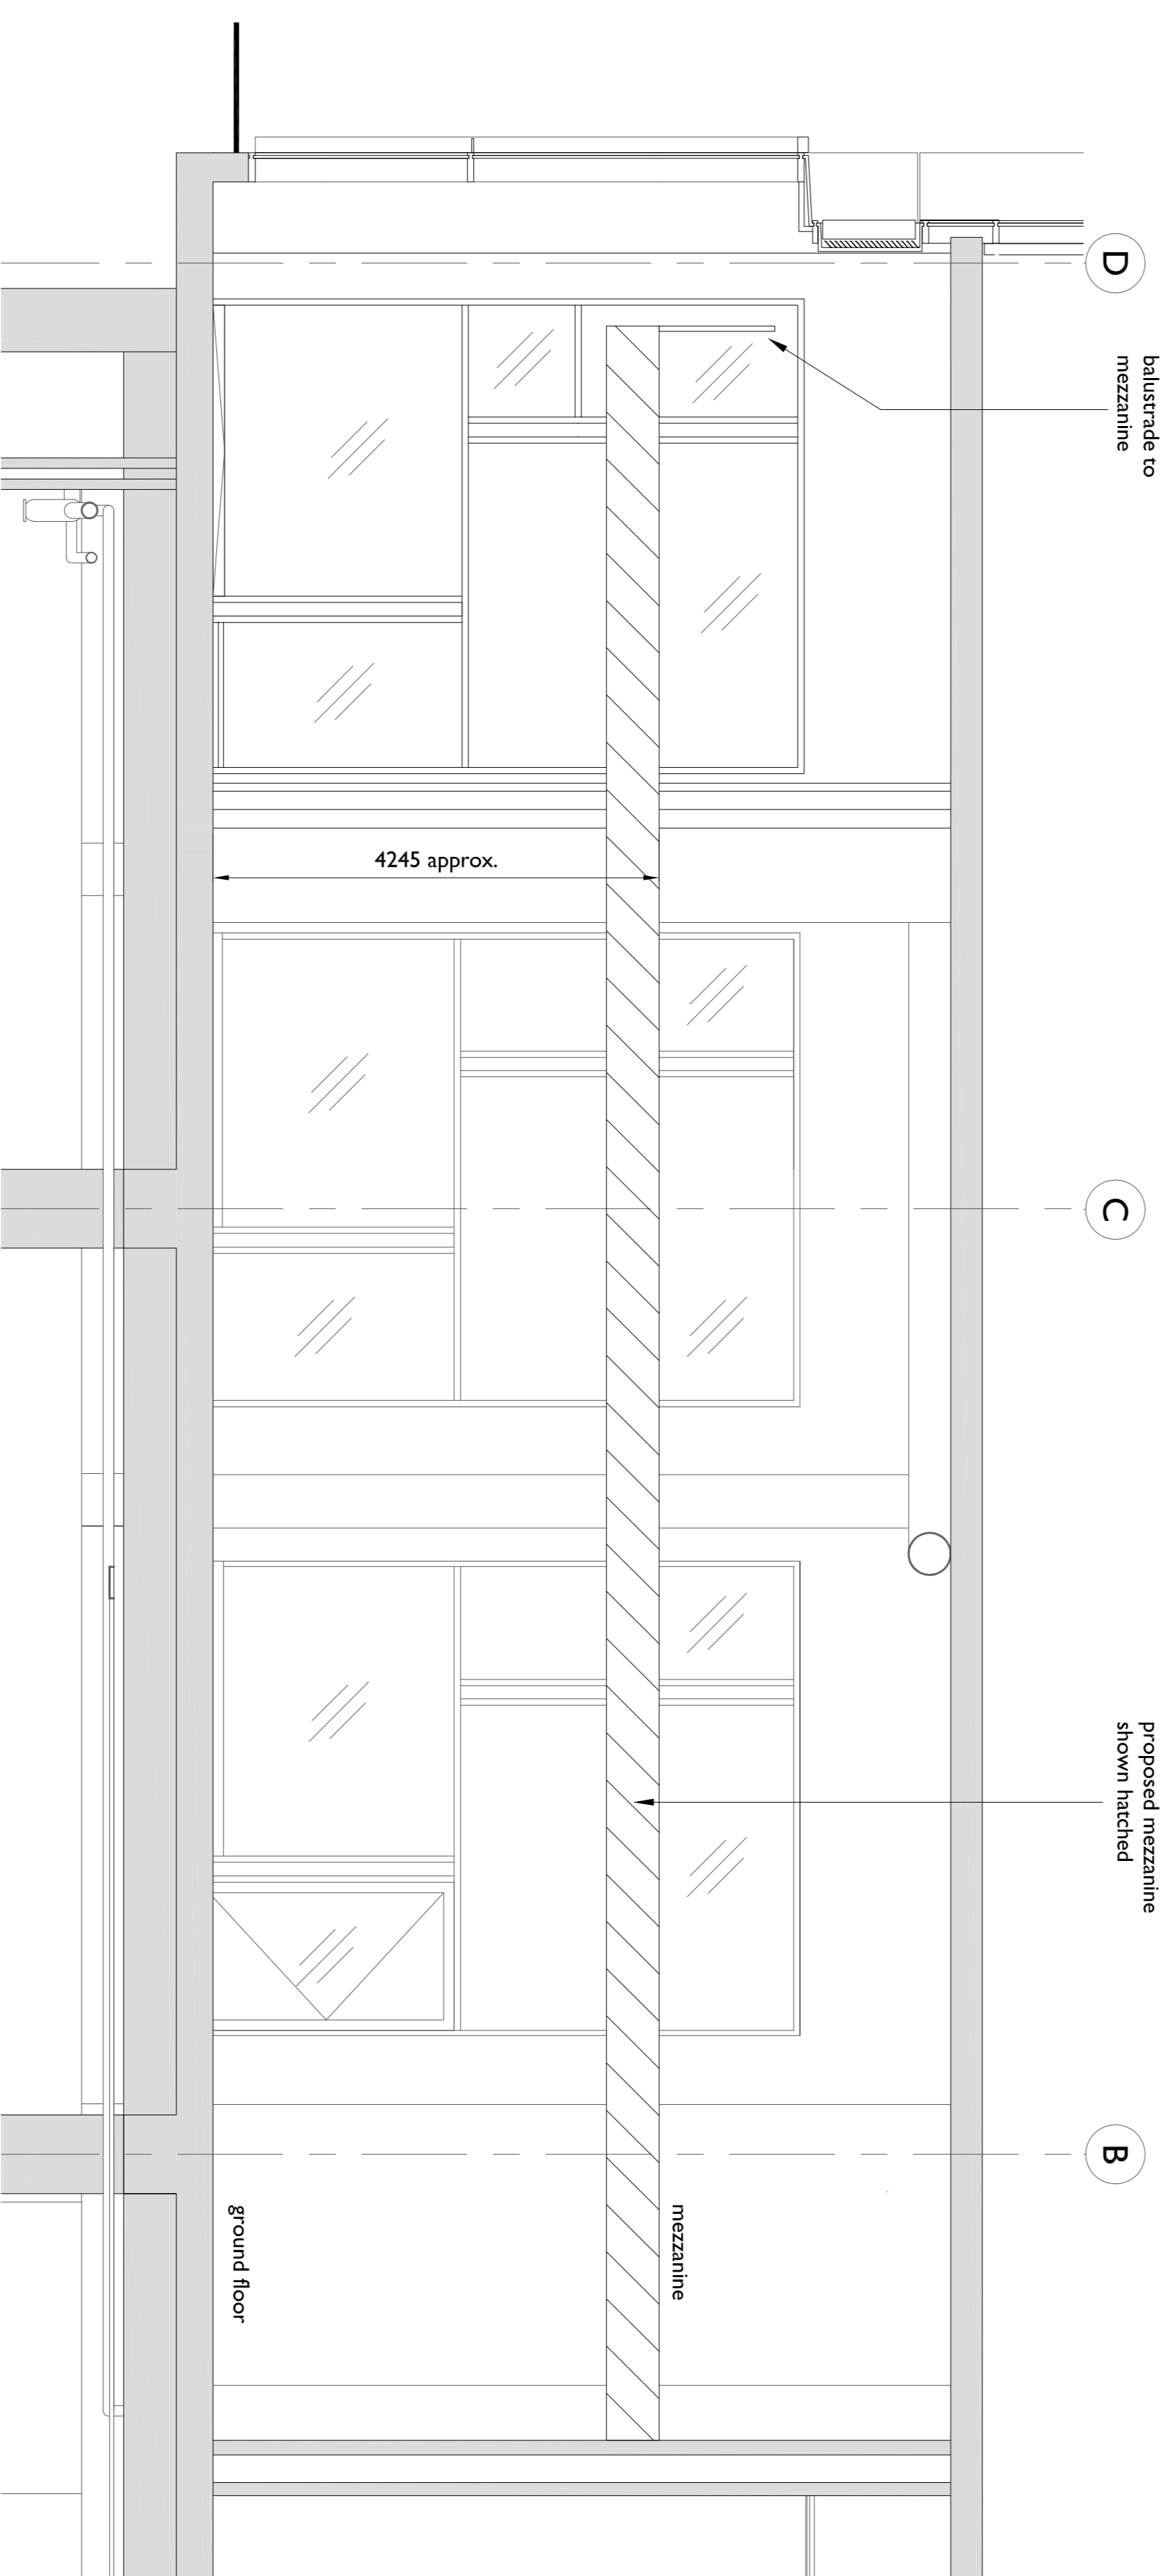 D
balustrade to
mezzanine
4245 approx.
C
proposed mezzanine
shown hatched
B
mezzanine
ground floor